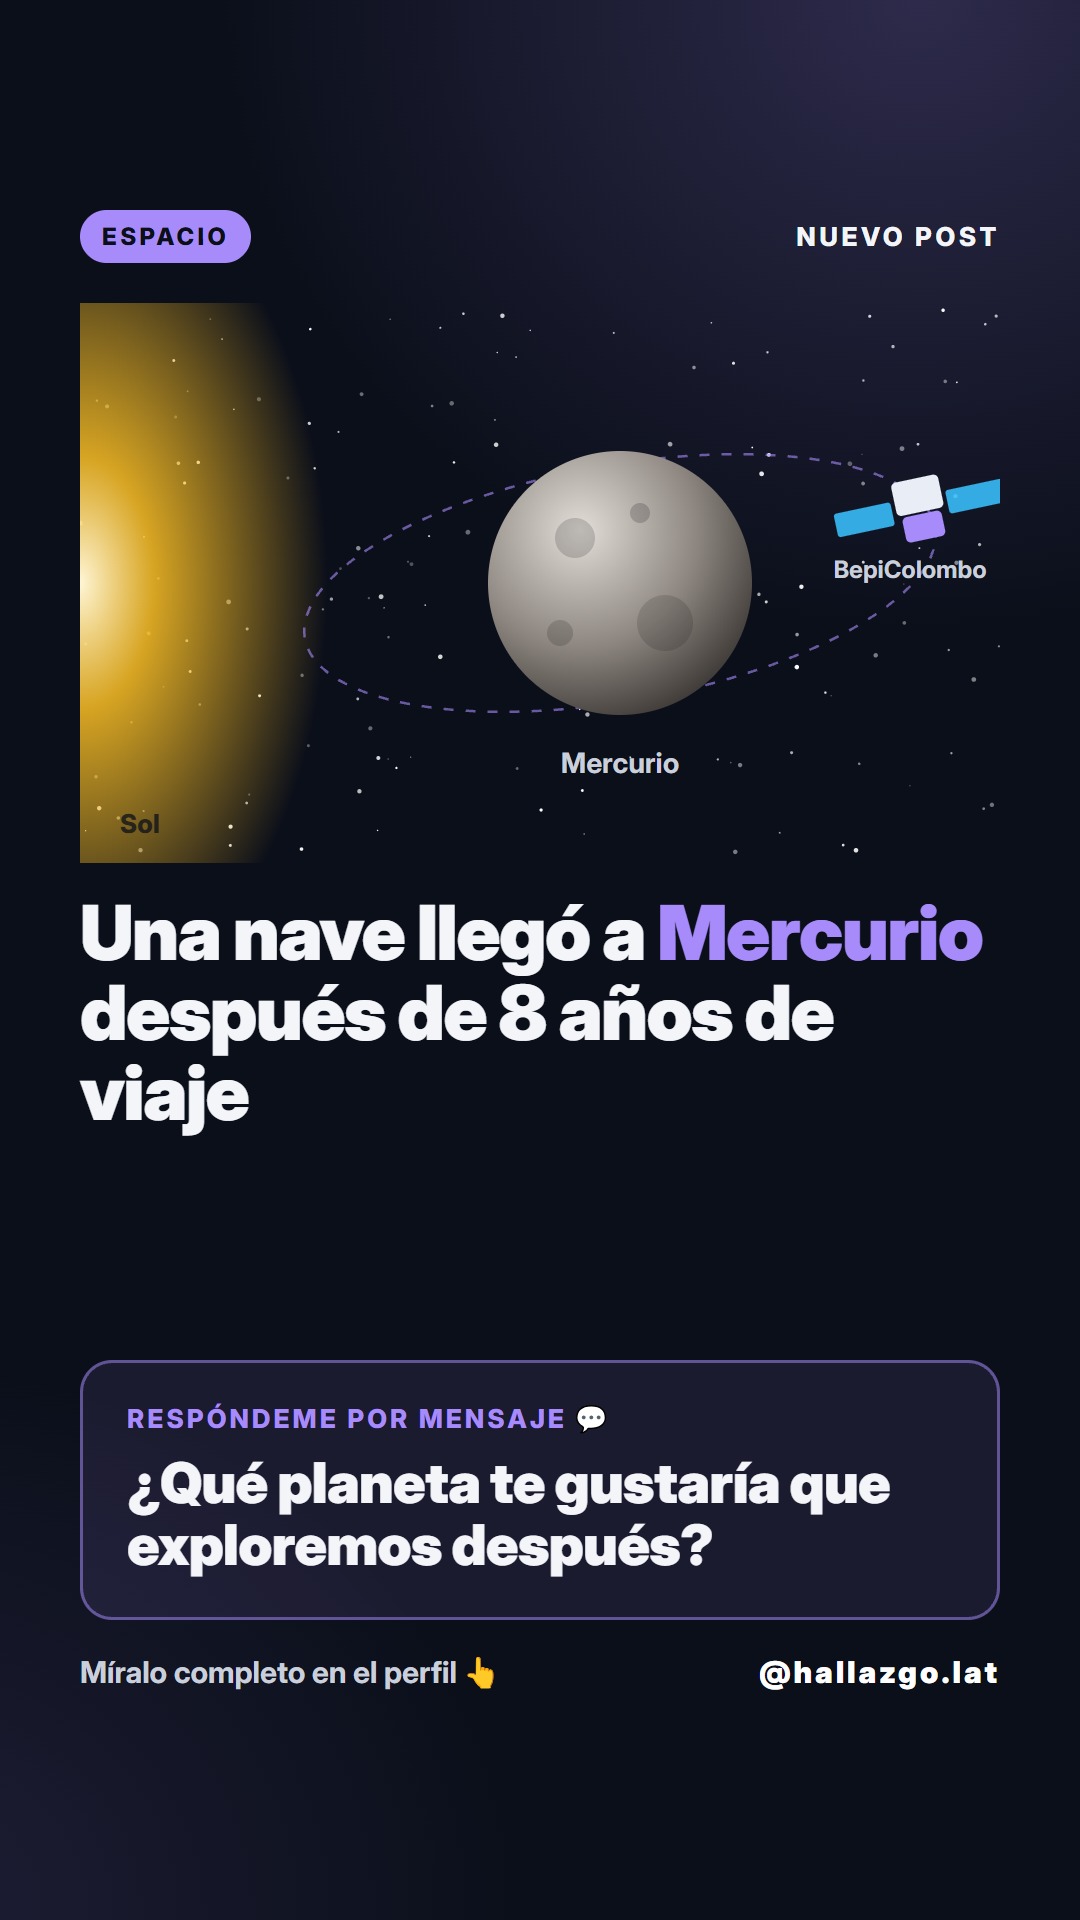 ESPACIO
NUEVO POST
BepiColombo
Mercurio
Sol
Una nave llegó a Mercurio
después de 8 años de
viaje
RESPÓNDEME POR MENSAJE 💬
¿Qué planeta te gustaría que
exploremos después?
Míralo completo en el perfil 👆
@hallazgo.lat